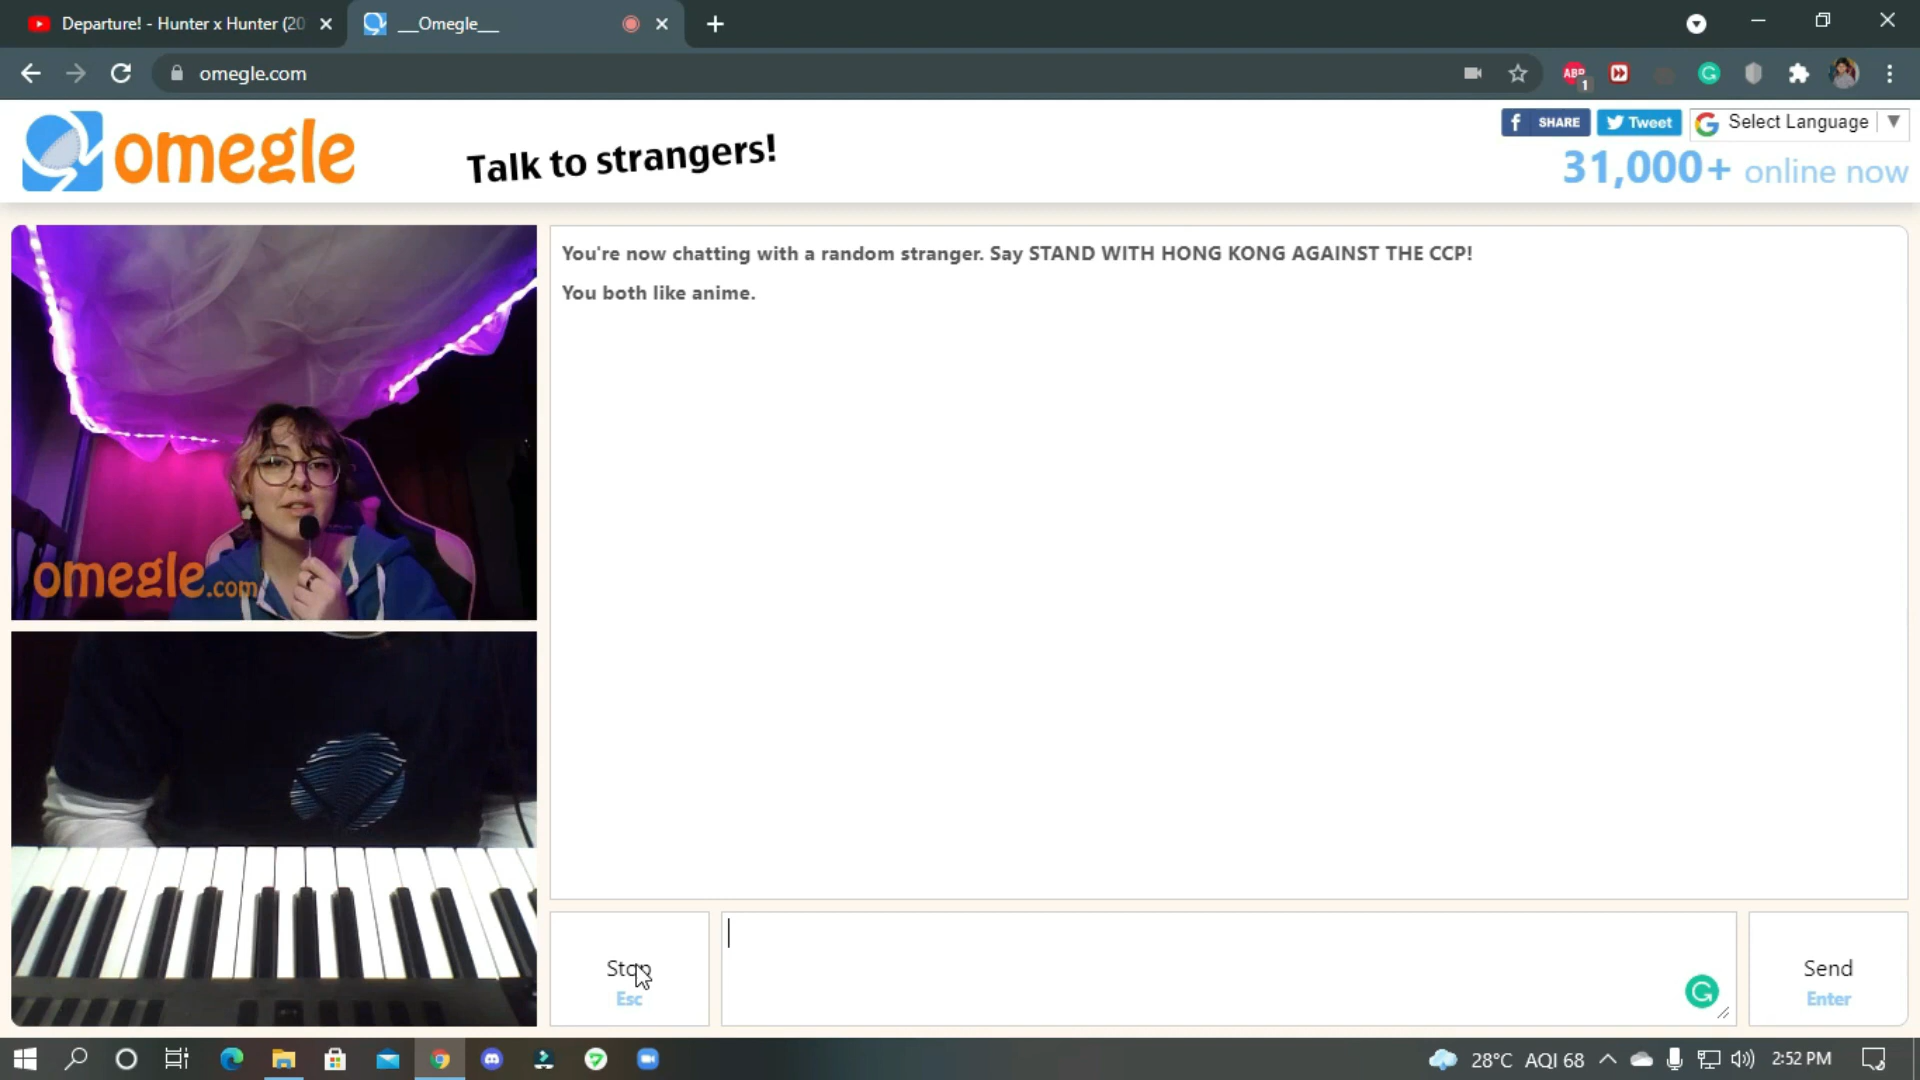 Departure! - Hunter x Hunter (20
__Omegle__
omegle.com
omegle
Talk to strangers!
SHARE
Tweet
Select Language
31,000+ online now
You're now chatting with a random stranger. Say STAND WITH HONG KONG AGAINST THE CCP!
You both like anime.
omegle.com
Stop
Esc
Send
Enter
ABP
1
28°C AQI 68
2:52 PM